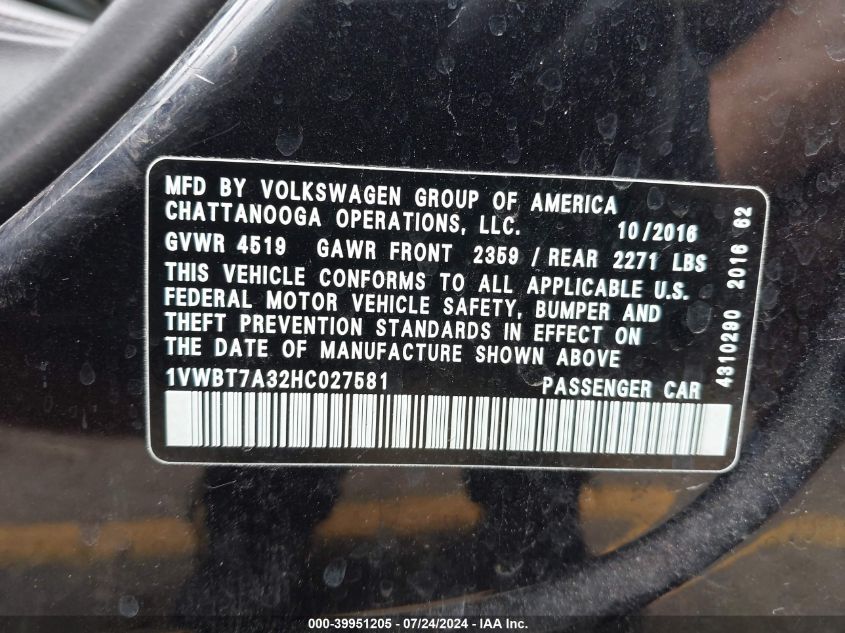 MFD BY VOLKSWAGEN GROUP OF AMERICA
CHATTANOOGA OPERATIONS, LLC. 10/2016
GVWR 4519 GAWR FRONT 2359 / REAR 2271 LBS
THIS VEHICLE CONFORMS TO ALL APPLICABLE U.S.
FEDERAL MOTOR VEHICLE SAFETY, BUMPER AND
THEFT PREVENTION STANDARDS IN EFFECT ON
THE DATE OF MANUFACTURE SHOWN ABOVE
1VWBT7A32HC027581 PASSENGER CAR
4310290 2016 62
000-39951205 - 07/24/2024 - IAA Inc.